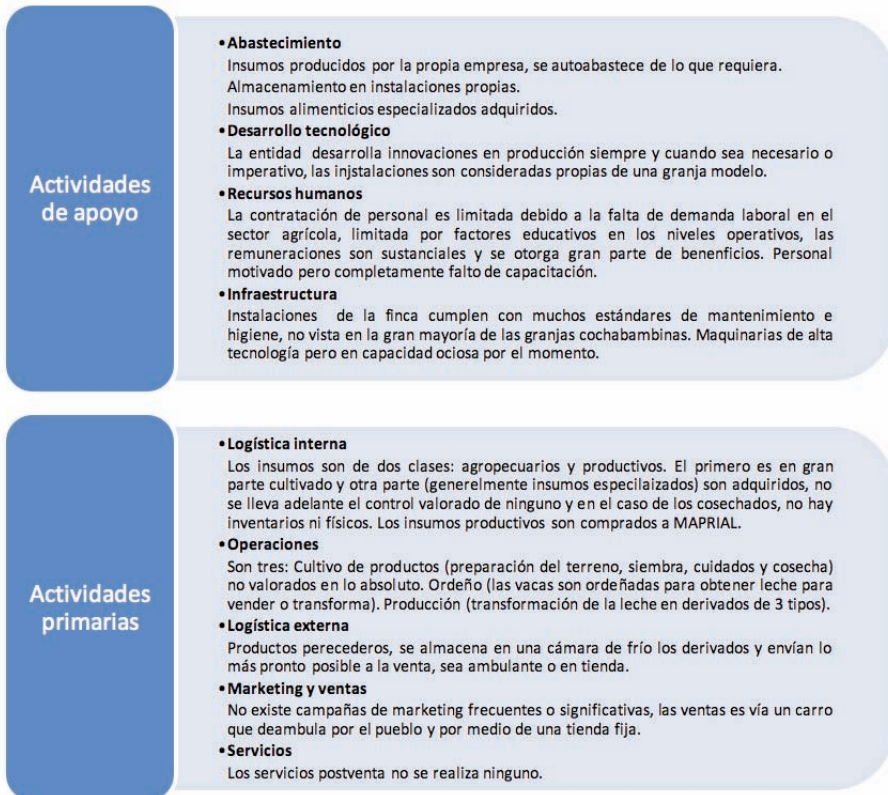 Actividades
de apoyo
•Abastecimiento
Insumos producidos por la propia empresa, se autoabastece de lo que requiera.
Almacenamiento en instalaciones propias.
Insumos alimenticios especializados adquiridos.
•Desarrollo tecnológico
La entidad desarrolla innovaciones en producción siempre y cuando sea necesario o
imperativo, las injstalaciones son consideradas propias de una granja modelo.
•Recursos humanos
La contratación de personal es limitada debido a la falta de demanda laboral en el
sector agrícola, limitada por factores educativos en los niveles operativos, las
remuneraciones son sustanciales y se otorga gran parte de benenficios. Personal
motivado pero completamente falto de capacitación.
•Infraestructura
Instalaciones de la finca cumplen con muchos estándares de mantenimiento e
higiene, no vista en la gran mayoría de las granjas cochabambinas. Maquinarias de alta
tecnología pero en capacidad ociosa por el momento.
Actividades
primarias
•Logística interna
Los insumos son de dos clases: agropecuarios y productivos. El primero es en gran
parte cultivado y otra parte (generelmente insumos especilaizados) son adquiridos, no
se lleva adelante el control valorado de ninguno y en el caso de los cosechados, no hay
inventarios ni físicos. Los insumos productivos son comprados a MAPRIAL.
•Operaciones
Son tres: Cultivo de productos (preparación del terreno, siembra, cuidados y cosecha)
no valorados en lo absoluto. Ordeño (las vacas son ordeñadas para obtener leche para
vender o transforma). Producción (transformación de la leche en derivados de 3 tipos).
•Logística externa
Productos perecederos, se almacena en una cámara de frío los derivados y envían lo
más pronto posible a la venta, sea ambulante o en tienda.
•Marketing y ventas
No existe campañas de marketing frecuentes o significativas, las ventas es vía un carro
que deambula por el pueblo y por medio de una tienda fija.
•Servicios
Los servicios postventa no se realiza ninguno.